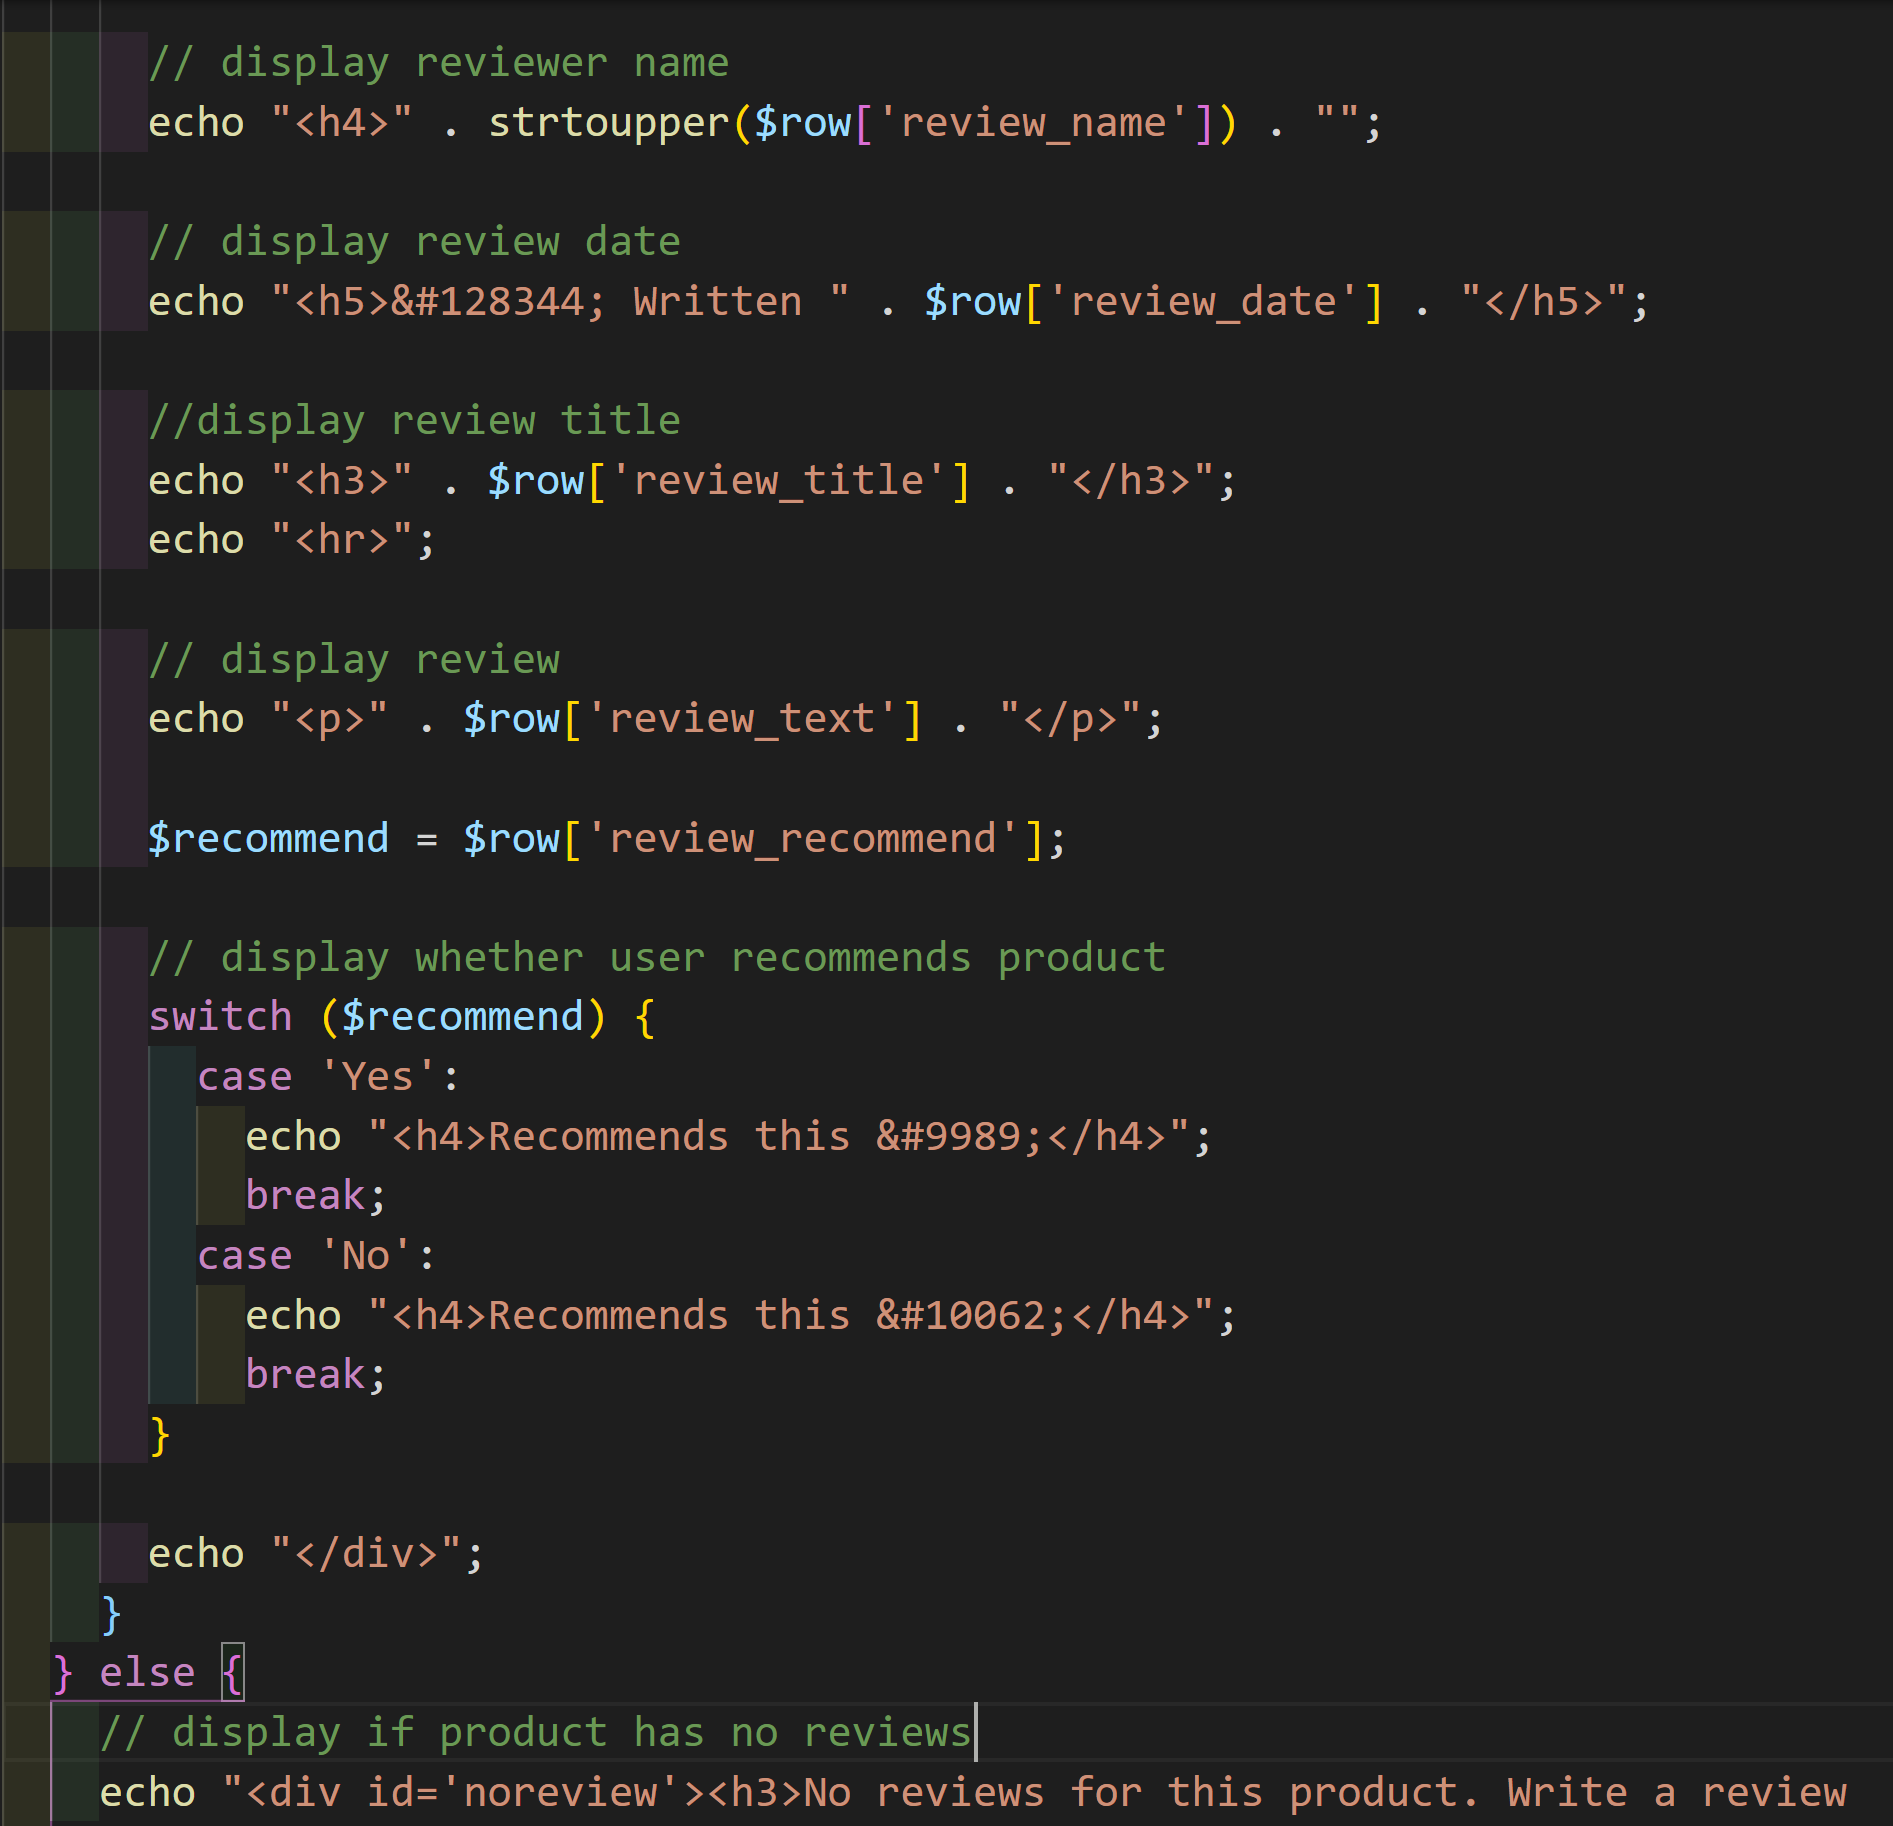 // display reviewer name
echo "<h4>" . strtoupper($row['review_name']) . "";
// display review date
echo "<h5>&#128344; Written " . $row['review_date'] . "</h5>";
//display review title
echo "<h3>" . $row['review_title'] . "</h3>";
echo "<hr>";
// display review
echo "<p>" . $row['review_text'] . "</p>";
$recommend = $row['review_recommend'];
// display whether user recommends product
switch ($recommend) {
case 'Yes':
echo "<h4>Recommends this &#9989;</h4>";
break;
case 'No':
echo "<h4>Recommends this &#10062;</h4>";
break;
}
echo "</div>";
}
} else {
// display if product has no reviews
echo "<div id='noreview'><h3>No reviews for this product. Write a review